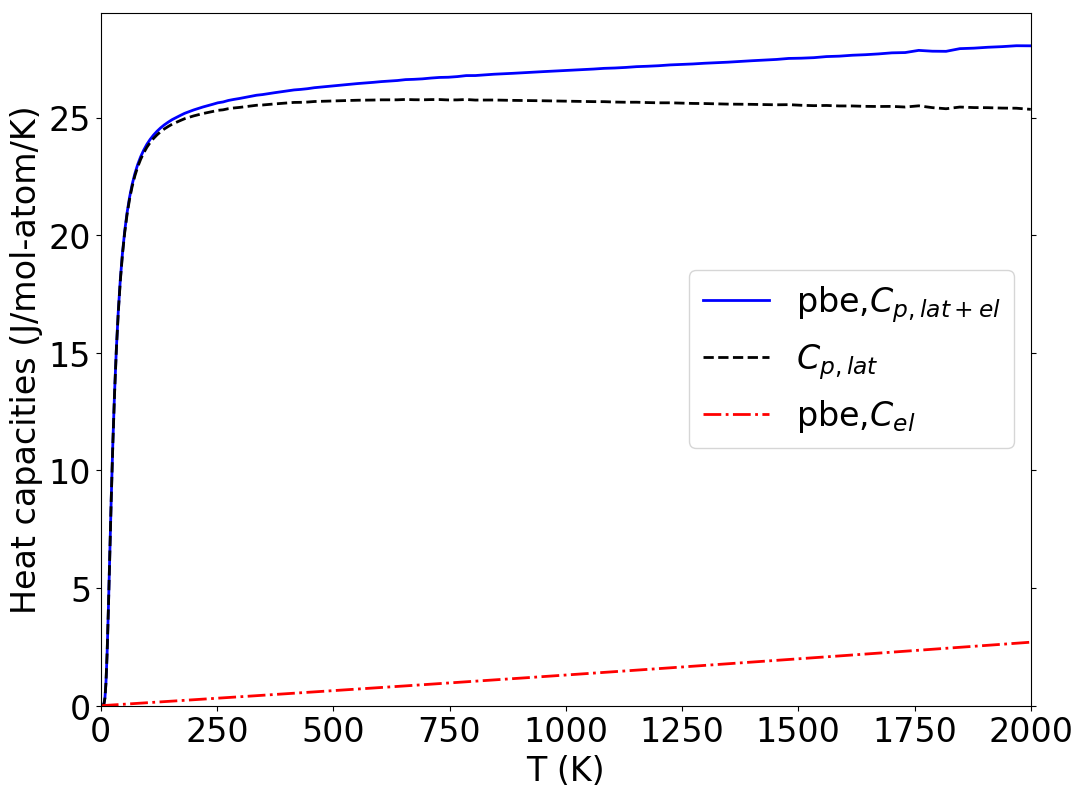 Heat capacities (J/mol-atom/K)
25
20
15
10
5
0
pbe,C_{p, lat + el}
C_{p, lat}
pbe,C_{el}
0 250 500 750 1000 1250 1500 1750 2000
T (K)